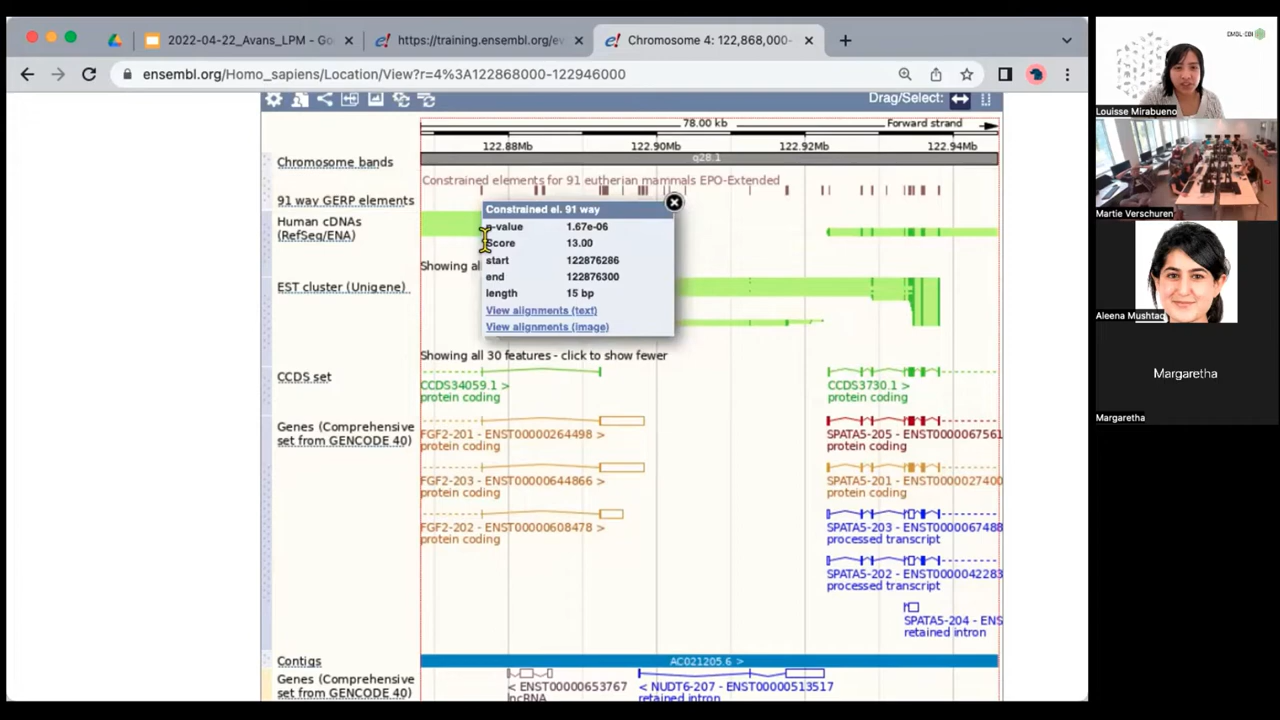 2022-04-22_Avans_LPM - Go
https://training.ensembl.org/ev
Chromosome 4: 122,868,000-
ensembl.org/Homo_sapiens/Location/View?r=4%3A122868000-122946000
Drag/Select:
78.00 kb
Forward strand
122.88Mb
122.90Mb
122.92Mb
122.94Mb
Chromosome bands
q28.1
Constrained elements for 91 eutherian mammals EPO-Extended
91 way GERP elements
Human cDNAs
(RefSeq/ENA)
Constrained el. 91 way
p-value 1.67e-06
Score 13.00
start 122876286
end 122876300
length 15 bp
View alignments (text)
View alignments (image)
Showing al
EST cluster (Unigene)
Showing all 30 features - click to show fewer
CCDS set
CCDS34059.1 >
protein coding
CCDS3730.1 >
protein coding
Genes (Comprehensive
set from GENCODE 40)
FGF2-201 - ENST00000264498 >
protein coding
SPATA5-205 - ENST0000067561
protein coding
FGF2-203 - ENST00000644866 >
protein coding
SPATA5-201 - ENST0000027400
protein coding
FGF2-202 - ENST00000608478 >
protein coding
SPATA5-203 - ENST0000067488
processed transcript
SPATA5-202 - ENST0000042283
processed transcript
SPATA5-204 - ENS
retained intron
Contigs
AC021205.6 >
Genes (Comprehensive
set from GENCODE 40)
< ENST00000653767
lncRNA
< NUDT6-207 - ENST00000513517
retained intron
EMBL-EBI
Louisse Mirabueno
Martie Verschuren
Aleena Mushtaq
Margaretha
Margaretha